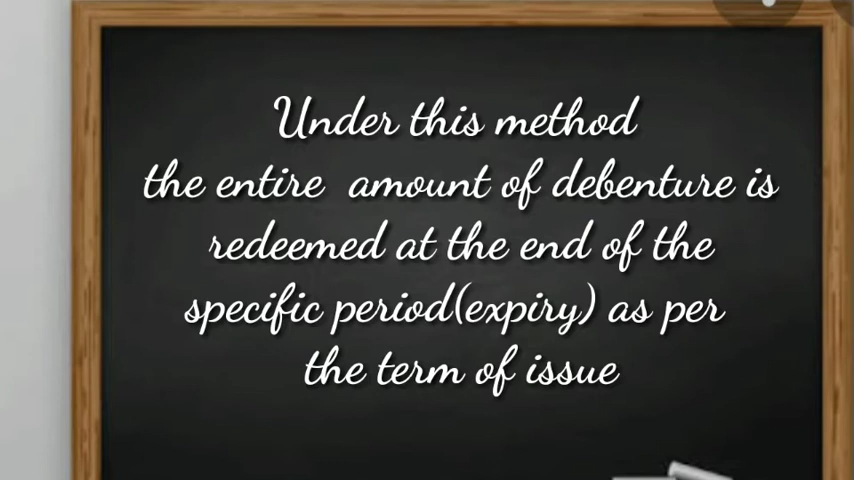 Under this method
the entire amount of debenture is
redeemed at the end of the
specific period(expiry) as per
the term of issue